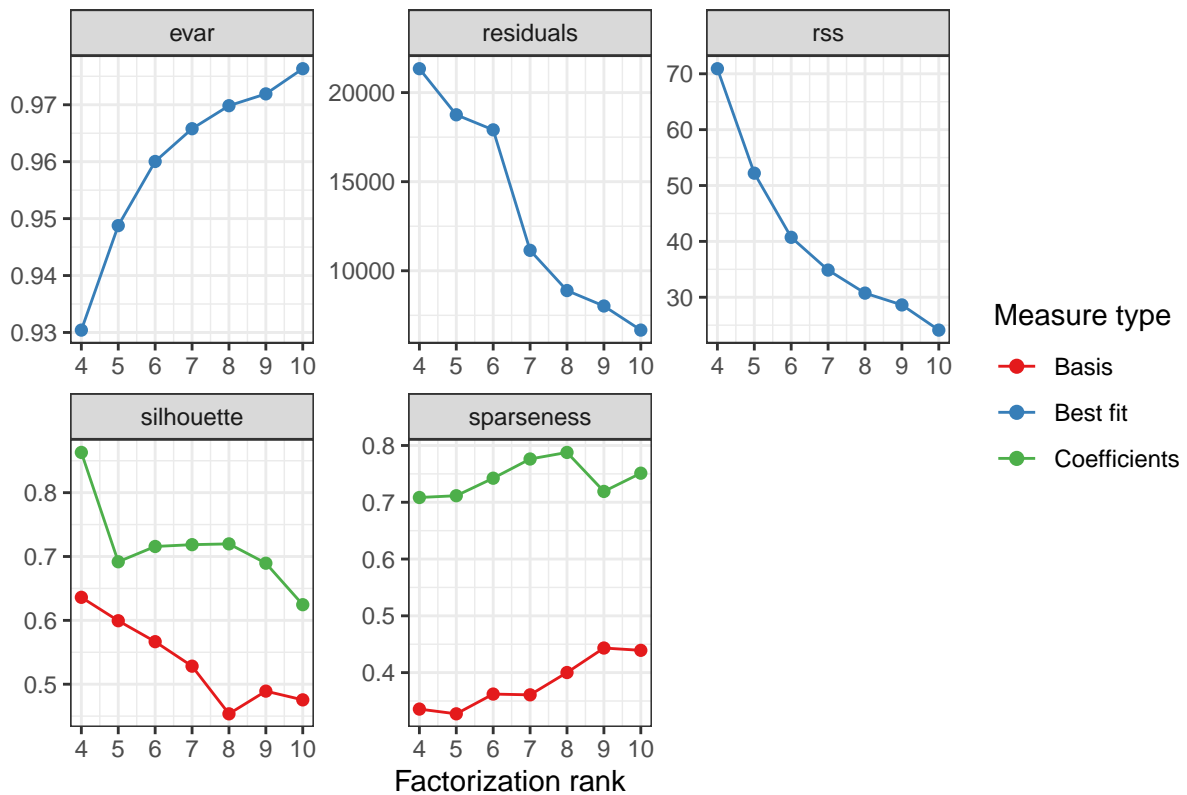 evar
0.97
0.96
0.95
0.94
0.93
4 5 6 7 8 9 10
residuals
20000
15000
10000
4 5 6 7 8 9 10
rss
70
60
50
40
30
4 5 6 7 8 9 10
silhouette
0.8
0.7
0.6
0.5
4 5 6 7 8 9 10
sparseness
0.8
0.7
0.6
0.5
0.4
4 5 6 7 8 9 10
Factorization rank
Measure type
Basis
Best fit
Coefficients